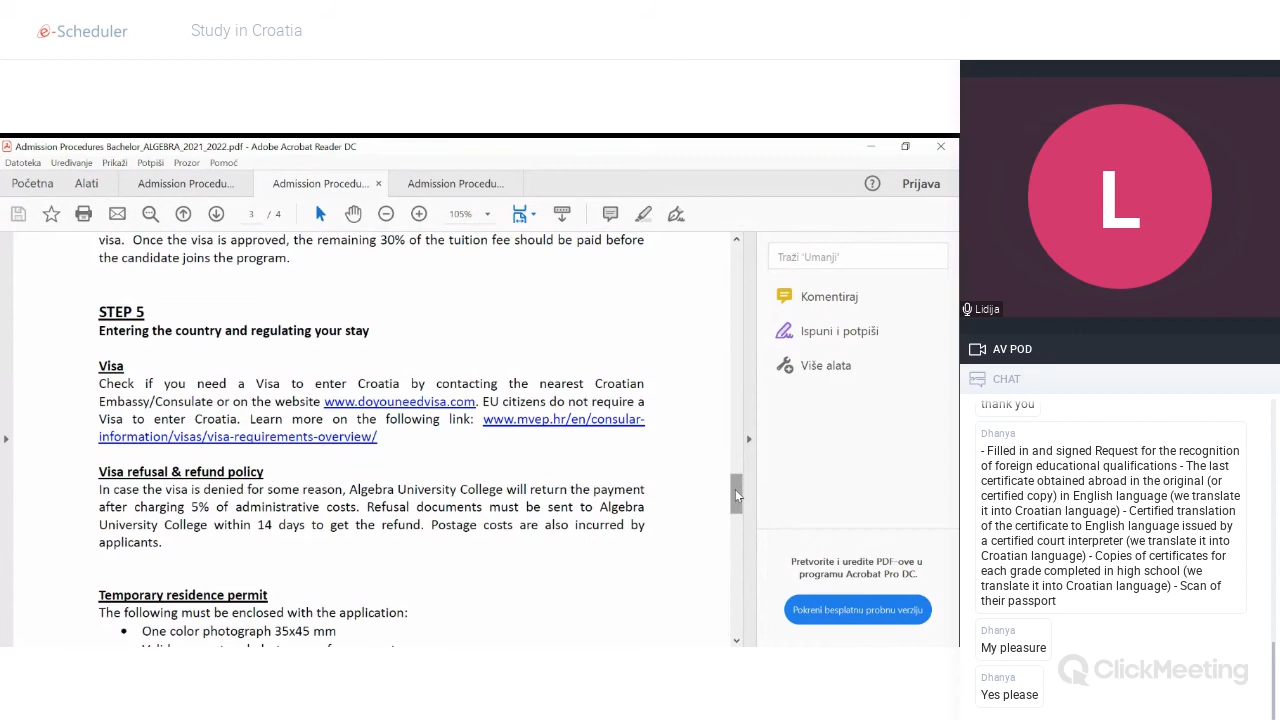 e-Scheduler
Study in Croatia
Admission Procedures Bachelor_ALGEBRA_2021_2022.pdf - Adobe Acrobat Reader DC
Datoteka Uređivanje Prikaži Potpiši Prozor Pomoć
Početna Alati Admission Procedu... Admission Procedu... × Admission Procedu... Prijava
3 / 4 105%
visa. Once the visa is approved, the remaining 30% of the tuition fee should be paid before
the candidate joins the program.
STEP 5
Entering the country and regulating your stay
Visa
Check if you need a Visa to enter Croatia by contacting the nearest Croatian
Embassy/Consulate or on the website www.doyouneedvisa.com. EU citizens do not require a
Visa to enter Croatia. Learn more on the following link: www.mvep.hr/en/consular-
information/visas/visa-requirements-overview/
Visa refusal & refund policy
In case the visa is denied for some reason, Algebra University College will return the payment
after charging 5% of administrative costs. Refusal documents must be sent to Algebra
University College within 14 days to get the refund. Postage costs are also incurred by
applicants.
Temporary residence permit
The following must be enclosed with the application:
• One color photograph 35x45 mm
Traži 'Umanji'
Komentiraj
Ispuni i potpiši
Više alata
Pretvorite i uredite PDF-ove u
programu Acrobat Pro DC.
Pokreni besplatnu probnu verziju
L
Lidija
AV POD
CHAT
thank you
Dhanya
- Filled in and signed Request for the recognition
of foreign educational qualifications - The last
certificate obtained abroad in the original (or
certified copy) in English language (we translate
it into Croatian language) - Certified translation
of the certificate to English language issued by
a certified court interpreter (we translate it into
Croatian language) - Copies of certificates for
each grade completed in high school (we
translate it into Croatian language) - Scan of
their passport
Dhanya
My pleasure
Dhanya
Yes please
ClickMeeting